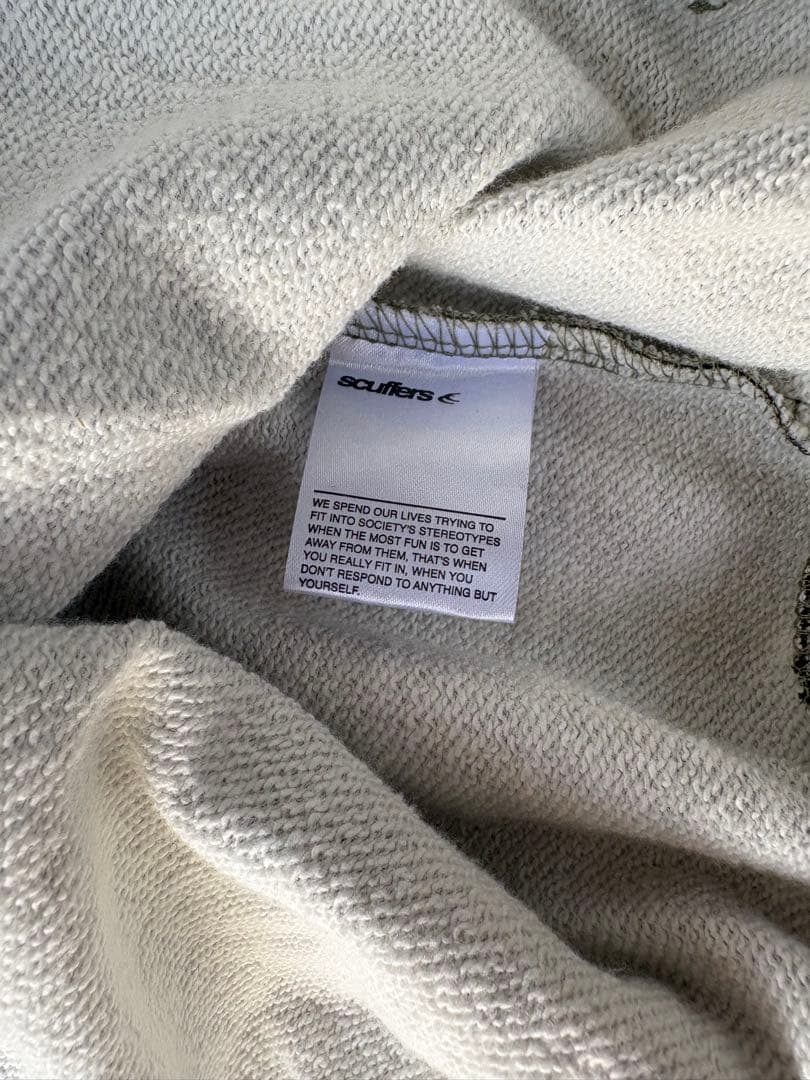 scuffers
WE SPEND OUR LIVES TRYING TO
FIT INTO SOCIETY'S STEREOTYPES
WHEN THE MOST FUN IS TO GET
AWAY FROM THEM, THAT'S WHEN
YOU REALLY FIT IN, WHEN YOU
DON'T RESPOND TO ANYTHING BUT
YOURSELF.